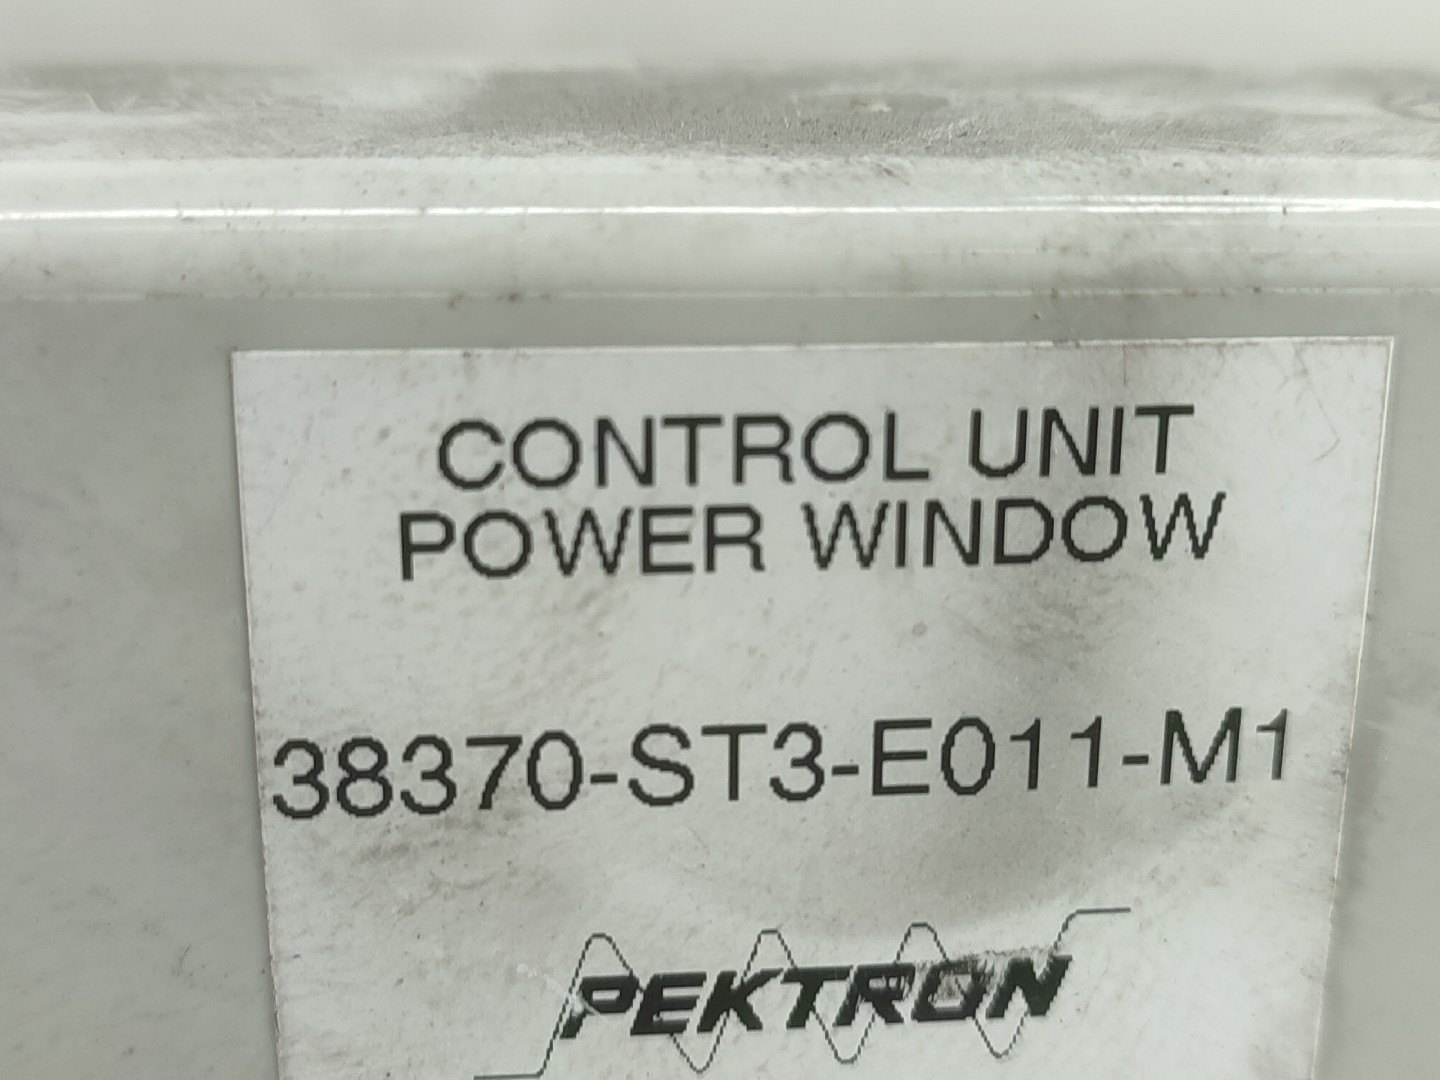 CONTROL UNIT
POWER WINDOW
38370-ST3-E011-M1
PEKTRON